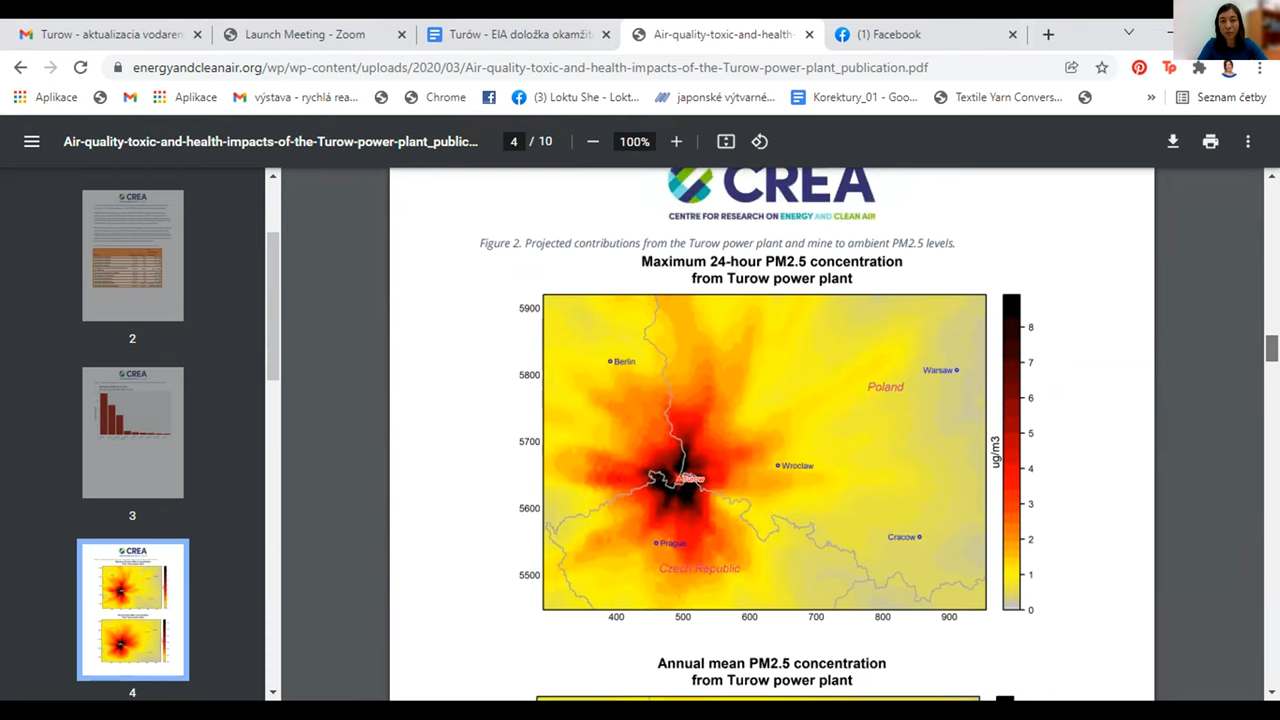 Turow - aktualizacia vodaren
Launch Meeting - Zoom
Turów - EIA doložka okamžit
Air-quality-toxic-and-health-
(1) Facebook
energyandcleanair.org/wp/wp-content/uploads/2020/03/Air-quality-toxic-and-health-impacts-of-the-Turow-power-plant_publication.pdf
Aplikace
Aplikace
výstava - rychlá rea...
Chrome
(3) Loktu She - Lokt...
japonské výtvarné...
Korektury_01 - Goo...
Textile Yarn Convers...
»
Seznam četby
Air-quality-toxic-and-health-impacts-of-the-Turow-power-plant_public...
4 / 10
100%
2
3
CREA
4
CREA
CENTRE FOR RESEARCH ON ENERGY AND CLEAN AIR
Figure 2. Projected contributions from the Turow power plant and mine to ambient PM2.5 levels.
Maximum 24-hour PM2.5 concentration
from Turow power plant
5900
5800
5700
5600
5500
400 500 600 700 800 900
Berlin
Warsaw
Poland
Wroclaw
Turow
Cracow
Prague
Czech Republic
ug/m3
8
7
6
5
4
3
2
1
0
Annual mean PM2.5 concentration
from Turow power plant